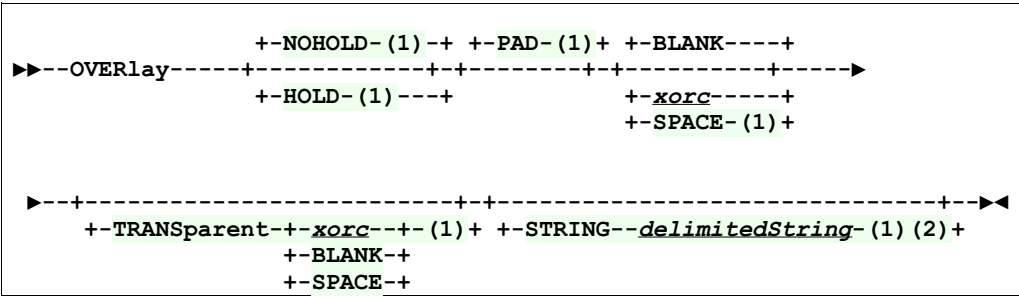 +-NOHOLD-(1)-+ +-PAD-(1)+ +-BLANK----+
►►--OVERlay-----+------------+-+--------+-+----------+-----►
                      +-HOLD-(1)---+            +-xorc-----+
                                                +-SPACE-(1)+
►--+---------------------------+-+-------------------------------+--►◄
   +-TRANSparent-+-xorc--+-(1)+ +-STRING--delimitedString-(1)(2)+
                 +-BLANK-+
                 +-SPACE-+